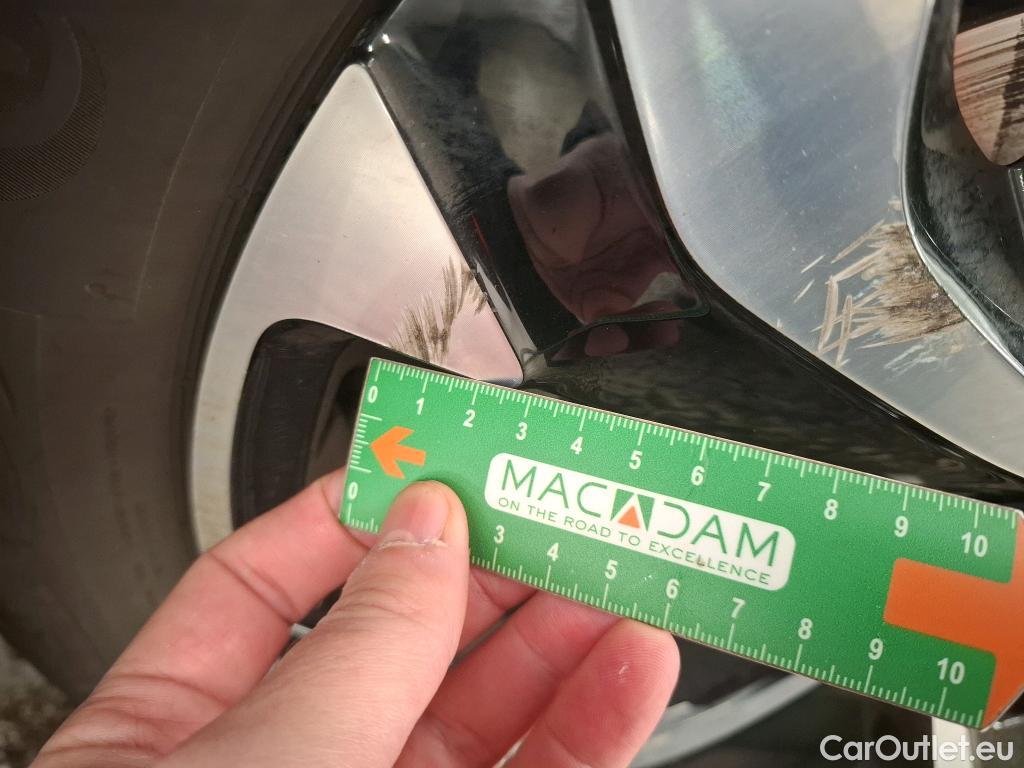 0 1 2 3 4 5 6 7 8 9 10
MACADAM
ON THE ROAD TO EXCELLENCE
0 3 4 5 6 7 8 9 10
CarOutlet.eu